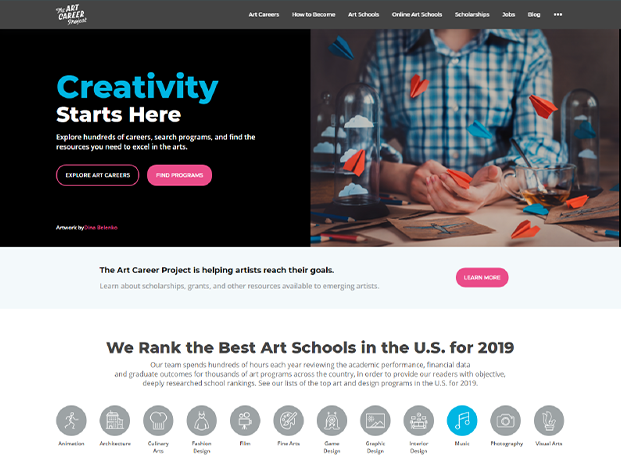 The ART CAREER Project
Art Careers How to Become Art Schools Online Art Schools Scholarships Jobs Blog •••
Creativity
Starts Here
Explore hundreds of careers, search programs, and find the
resources you need to excel in the arts.
EXPLORE ART CAREERS FIND PROGRAMS
Artwork by Dina Belenko
The Art Career Project is helping artists reach their goals.
Learn about scholarships, grants, and other resources available to emerging artists.
LEARN MORE
We Rank the Best Art Schools in the U.S. for 2019
Our team spends hundreds of hours each year reviewing the academic performance, financial data
and graduate outcomes for thousands of art programs across the country, in order to provide our readers with objective,
deeply researched school rankings. See our lists of the top art and design programs in the U.S. for 2019.
Animation Architecture Culinary Arts Fashion Design Film Fine Arts Game Design Graphic Design Interior Design Music Photography Visual Arts